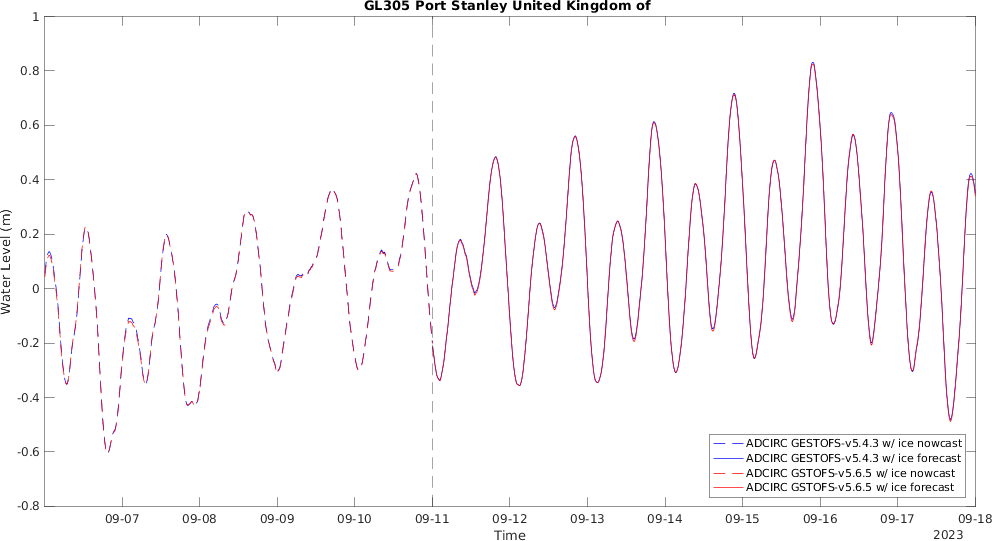 GL305 Port Stanley United Kingdom of
1
0.8
0.6
0.4
0.2
0
-0.2
-0.4
-0.6
-0.8
Water Level (m)
ADCIRC GESTOFS-v5.4.3 w/ ice nowcast
ADCIRC GESTOFS-v5.4.3 w/ ice forecast
ADCIRC GSTOFS-v5.6.5 w/ ice nowcast
ADCIRC GSTOFS-v5.6.5 w/ ice forecast
09-07 09-08 09-09 09-10 09-11 09-12 09-13 09-14 09-15 09-16 09-17 09-18
Time
2023